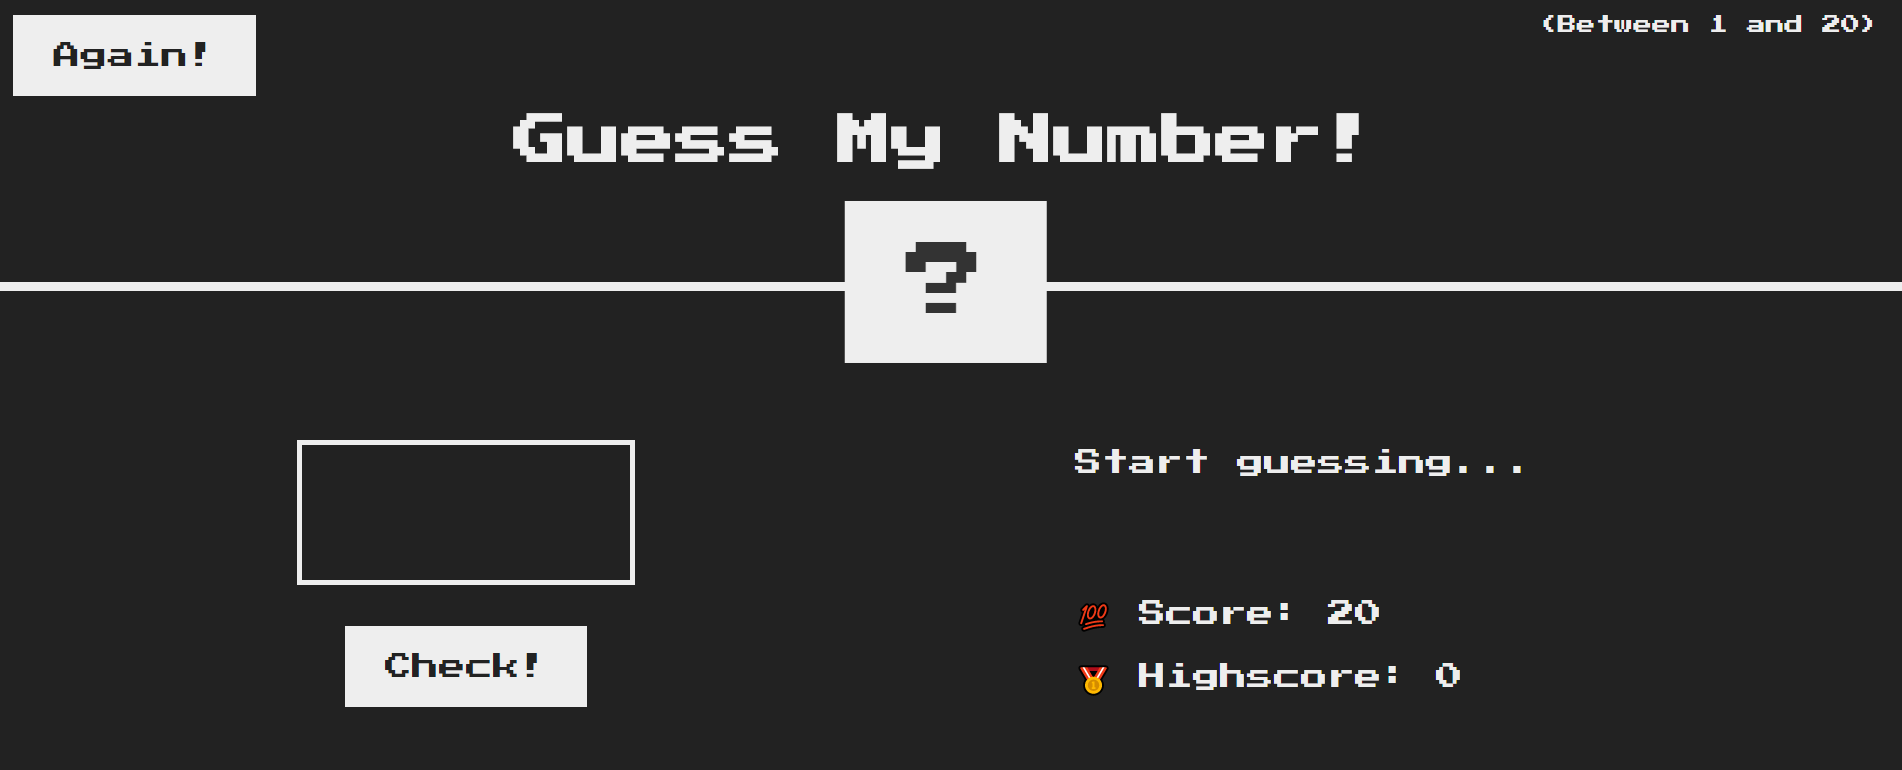 Again!
(Between 1 and 20)
Guess My Number!
?
Start guessing...
💯 Score: 20
🥇 Highscore: 0
Check!